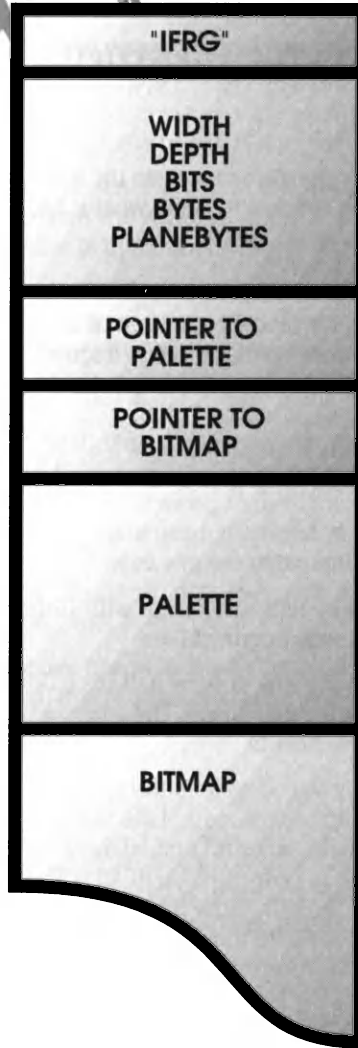 "IFRG"
WIDTH
DEPTH
BITS
BYTES
PLANEBYTES
POINTER TO
PALETTE
POINTER TO
BITMAP
PALETTE
BITMAP